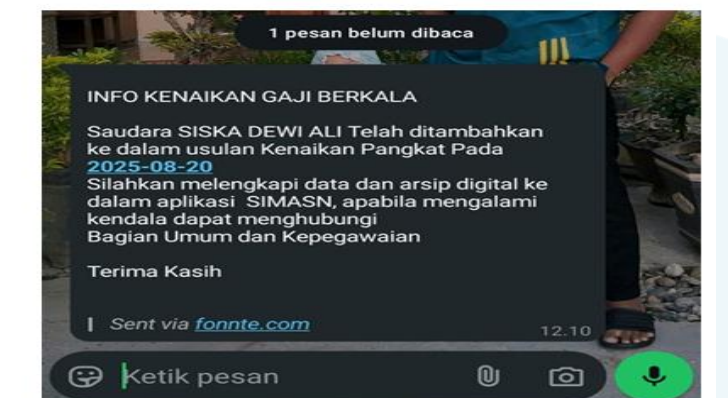 1 pesan belum dibaca
INFO KENAIKAN GAJI BERKALA
Saudara SISKA DEWI ALI Telah ditambahkan
ke dalam usulan Kenaikan Pangkat Pada
2025-08-20
Silahkan melengkapi data dan arsip digital ke
dalam aplikasi SIMASN, apabila mengalami
kendala dapat menghubungi
Bagian Umum dan Kepegawaian
Terima Kasih
Sent via fonnte.com
12.10
Ketik pesan